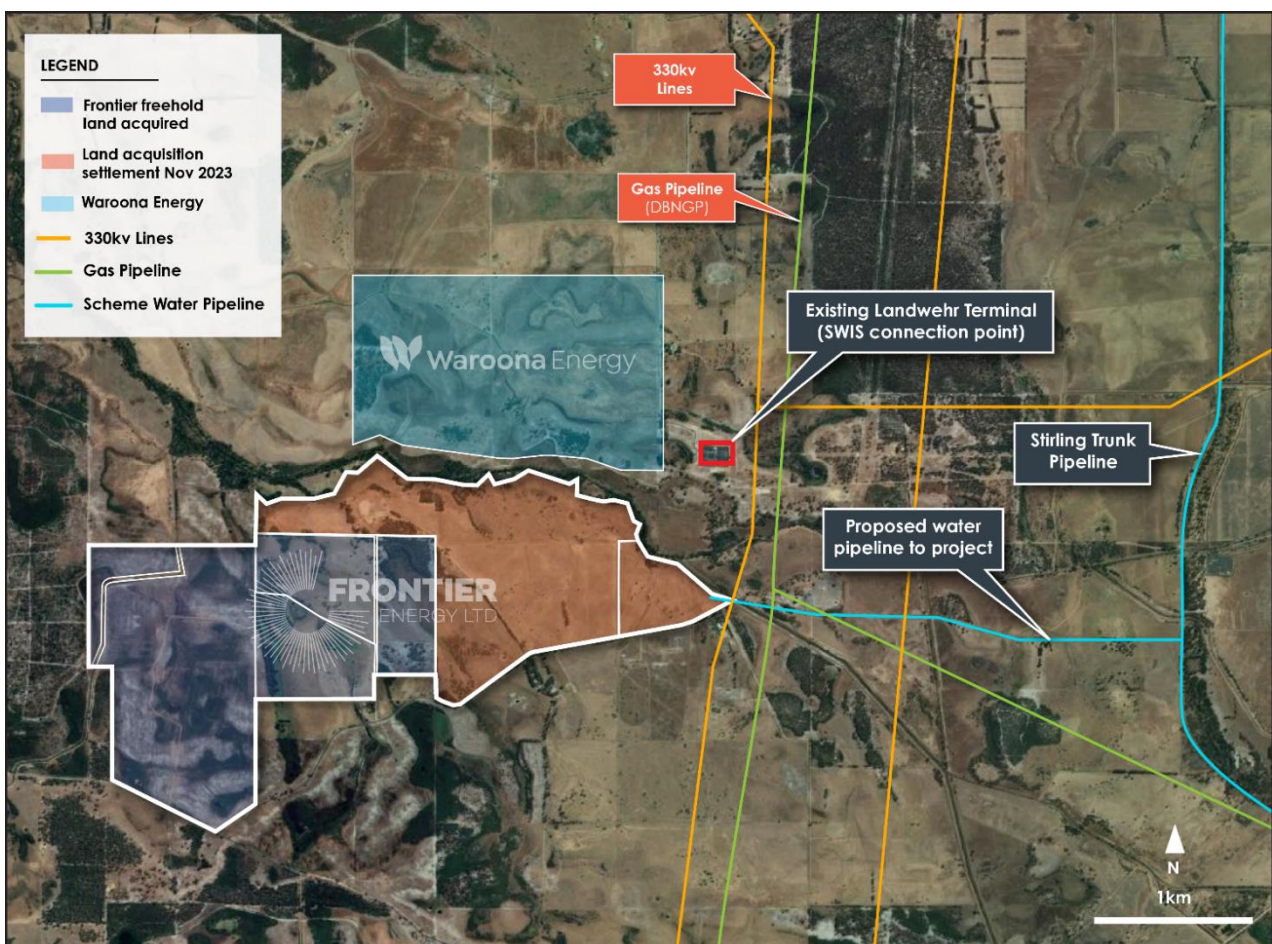 LEGEND
Frontier freehold
land acquired
Land acquisition
settlement Nov 2023
Waroona Energy
330kv Lines
Gas Pipeline
Scheme Water Pipeline
330kv
Lines
Gas Pipeline
(DBNGP)
Existing Landwehr Terminal
(SWIS connection point)
Waroona Energy
Stirling Trunk
Pipeline
Proposed water
pipeline to project
FRONTIER
ENERGY LTD
N
1km